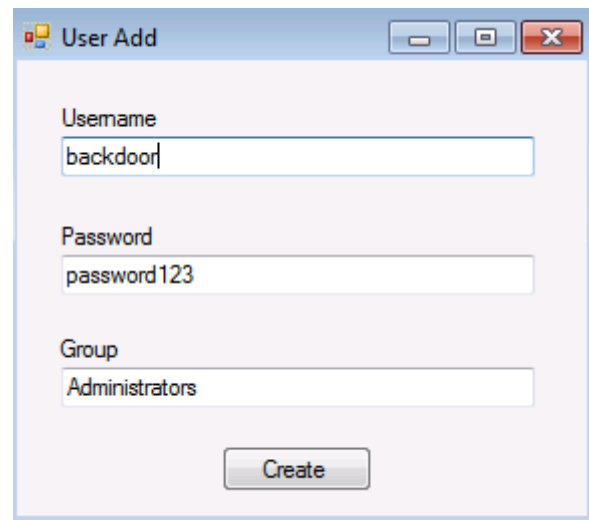 User Add
Username
backdoor
Password
password123
Group
Administrators
Create